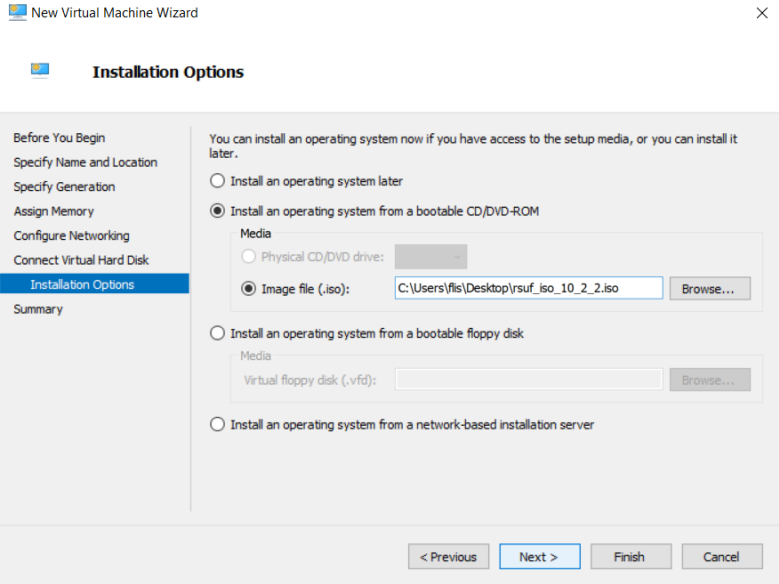 New Virtual Machine Wizard
Installation Options
Before You Begin
Specify Name and Location
Specify Generation
Assign Memory
Configure Networking
Connect Virtual Hard Disk
Installation Options
Summary
You can install an operating system now if you have access to the setup media, or you can install it
later.
Install an operating system later
Install an operating system from a bootable CD/DVD-ROM
Media
Physical CD/DVD drive:
Image file (.iso):
C:\Users\flis\Desktop\rsuf_iso_10_2_2.iso
Browse...
Install an operating system from a bootable floppy disk
Media
Virtual floppy disk (.vfd):
Browse...
Install an operating system from a network-based installation server
< Previous
Next >
Finish
Cancel